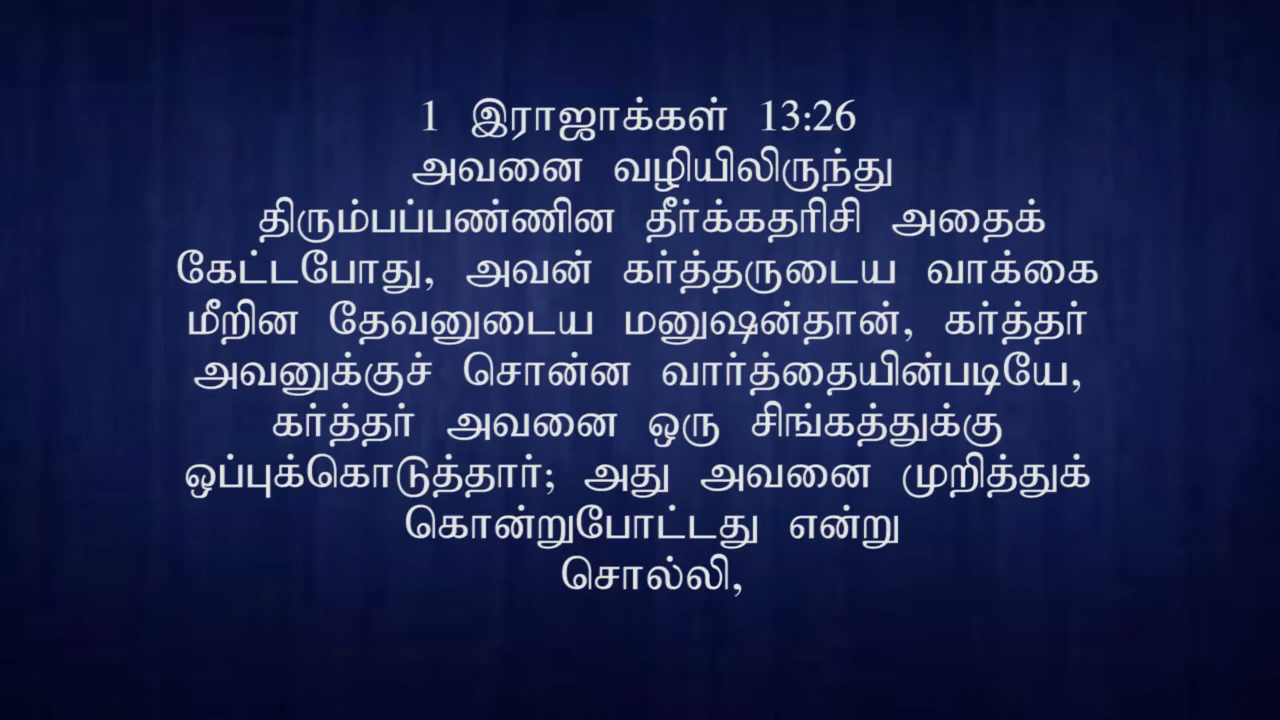 1 இராஜாக்கள் 13:26
அவனை வழியிலிருந்து
திரும்பப்பண்ணின தீர்க்கதரிசி அதைக்
கேட்டபோது, அவன் கர்த்தருடைய வாக்கை
மீறின தேவனுடைய மனுஷன்தான், கர்த்தர்
அவனுக்குச் சொன்ன வார்த்தையின்படியே,
கர்த்தர் அவனை ஒரு சிங்கத்துக்கு
ஒப்புக்கொடுத்தார்; அது அவனை முறித்துக்
கொன்றுபோட்டது என்று
சொல்லி,